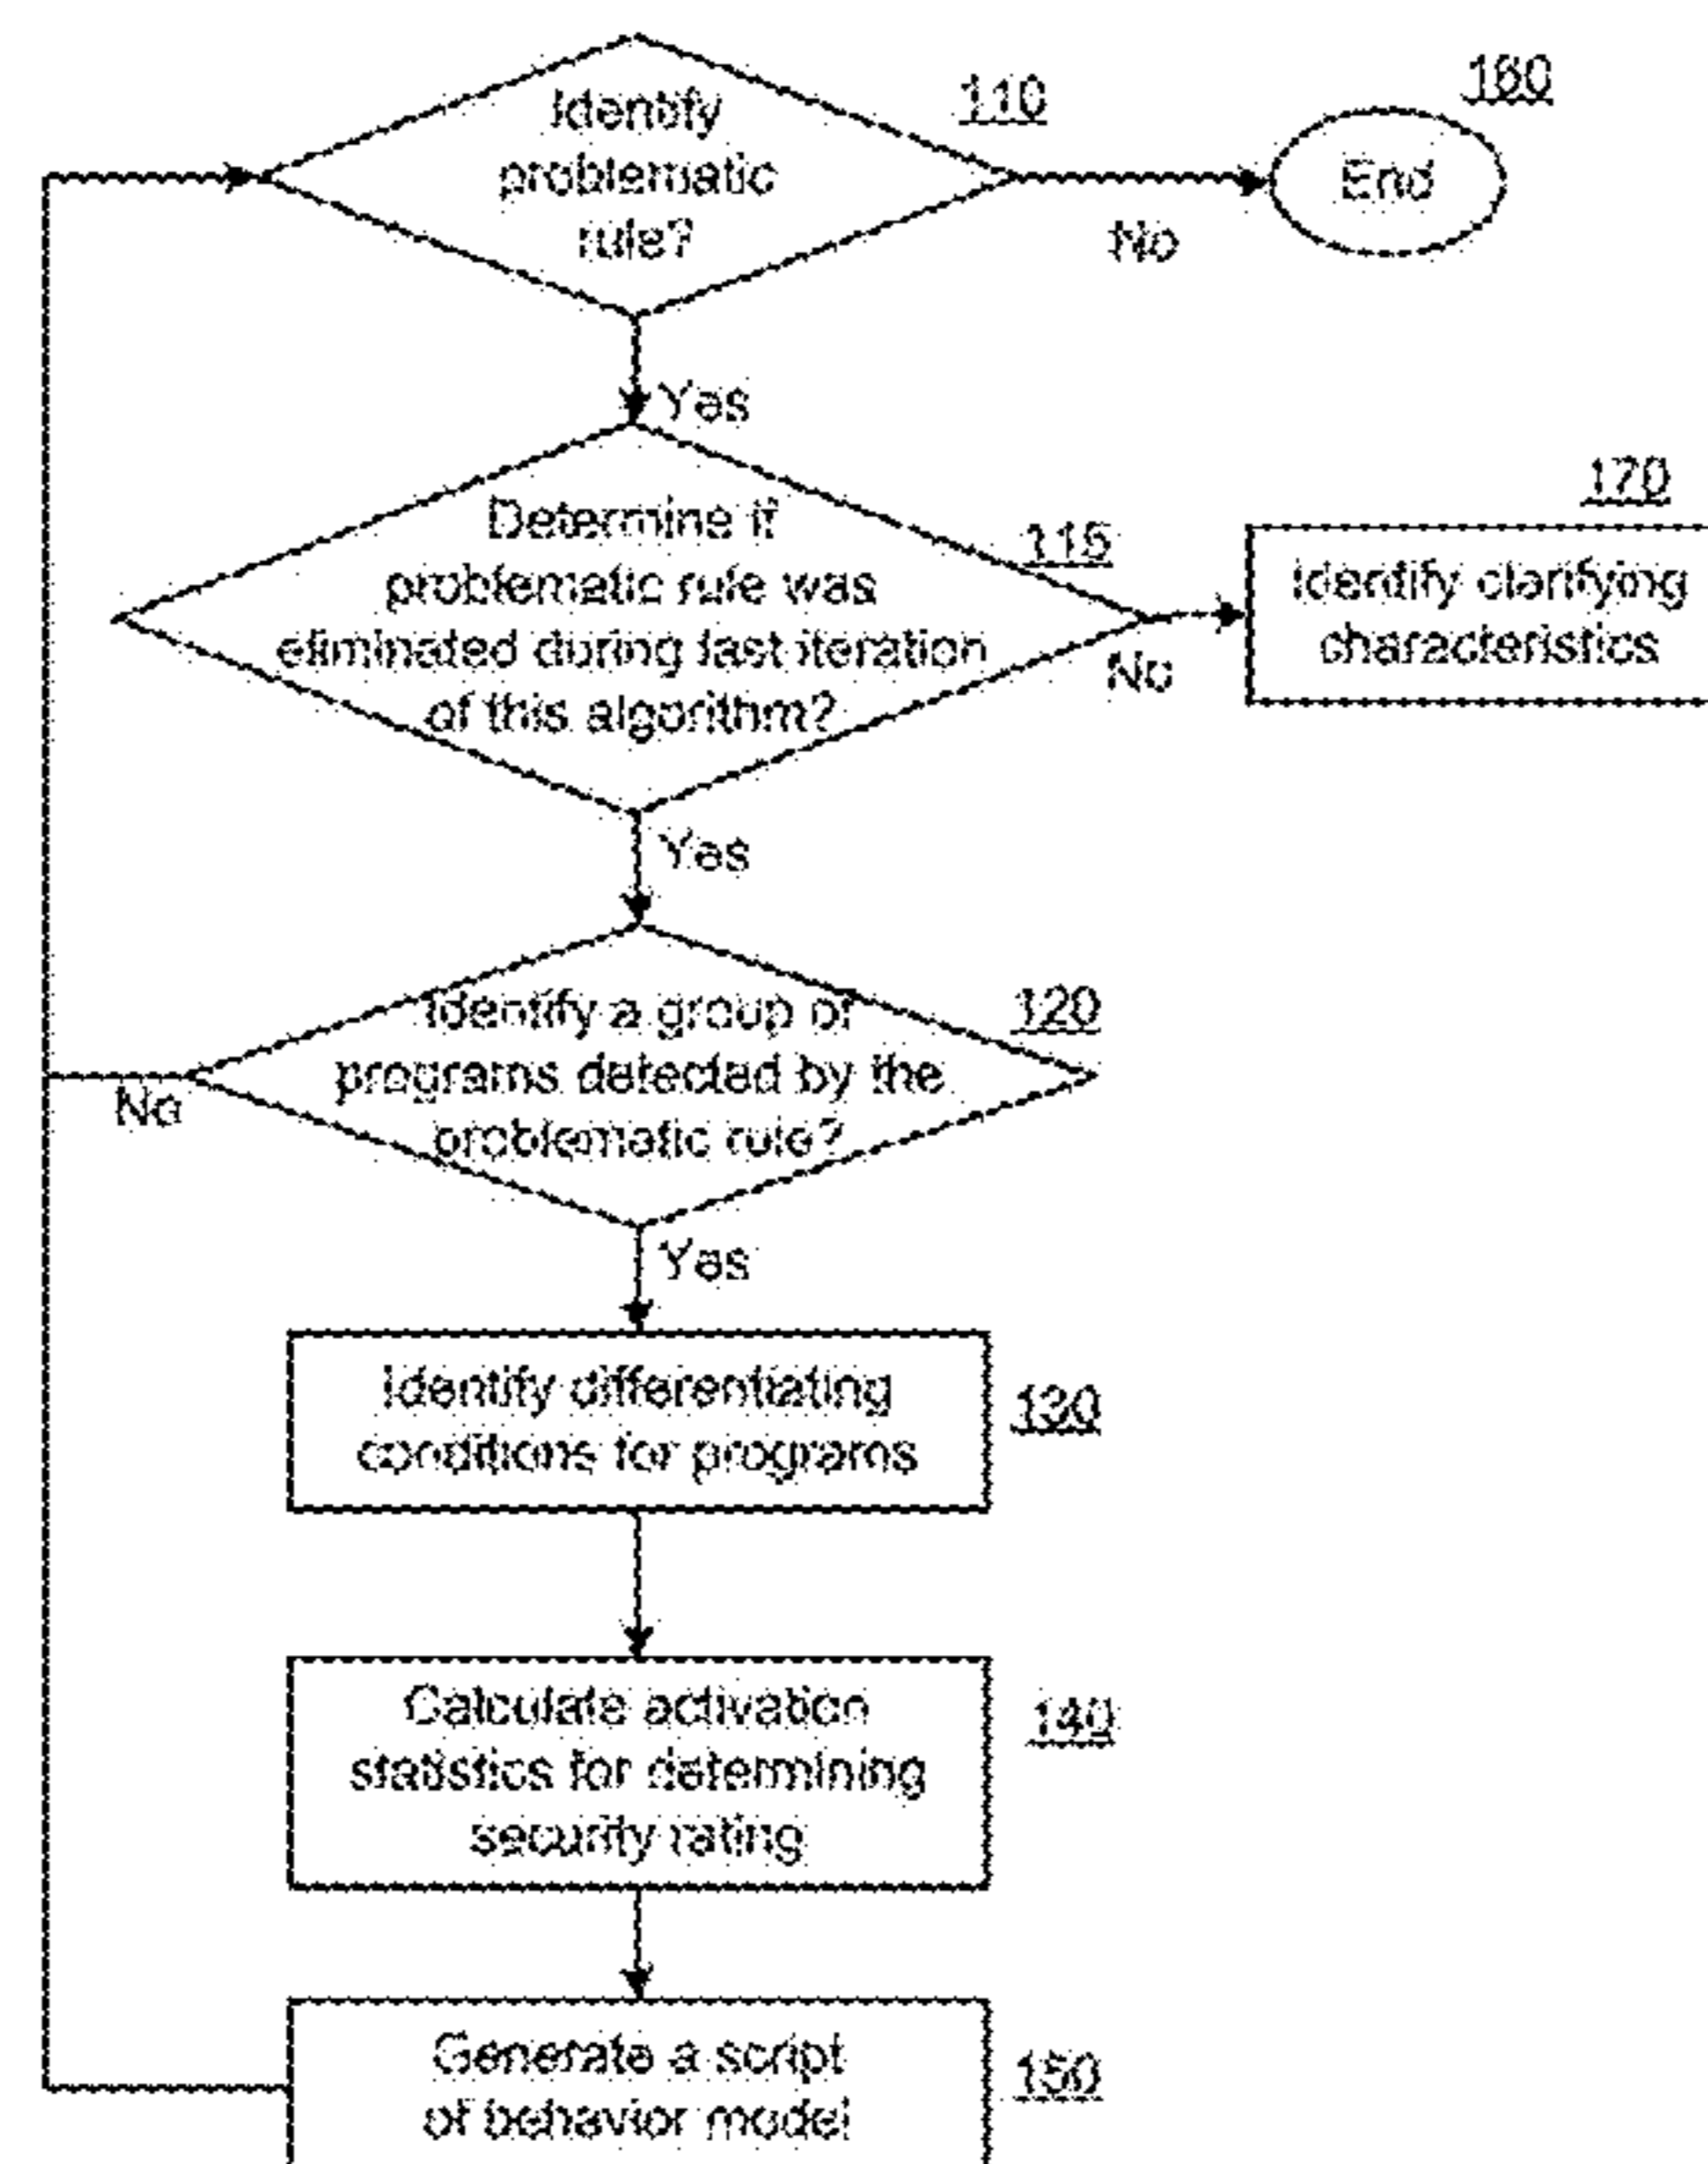 Identify
problematic
rule?
110
160
End
No
Yes
Determine if
problematic rule was
eliminated during last iteration
of this algorithm?
115
No
170
Identify clarifying
characteristics
Yes
Identify a group of
programs detected by the
problematic rule?
120
No
Yes
Identify differentiating
conditions for programs
130
Calculate activation
statistics for determining
security rating
140
Generate a script
of behavior model
150